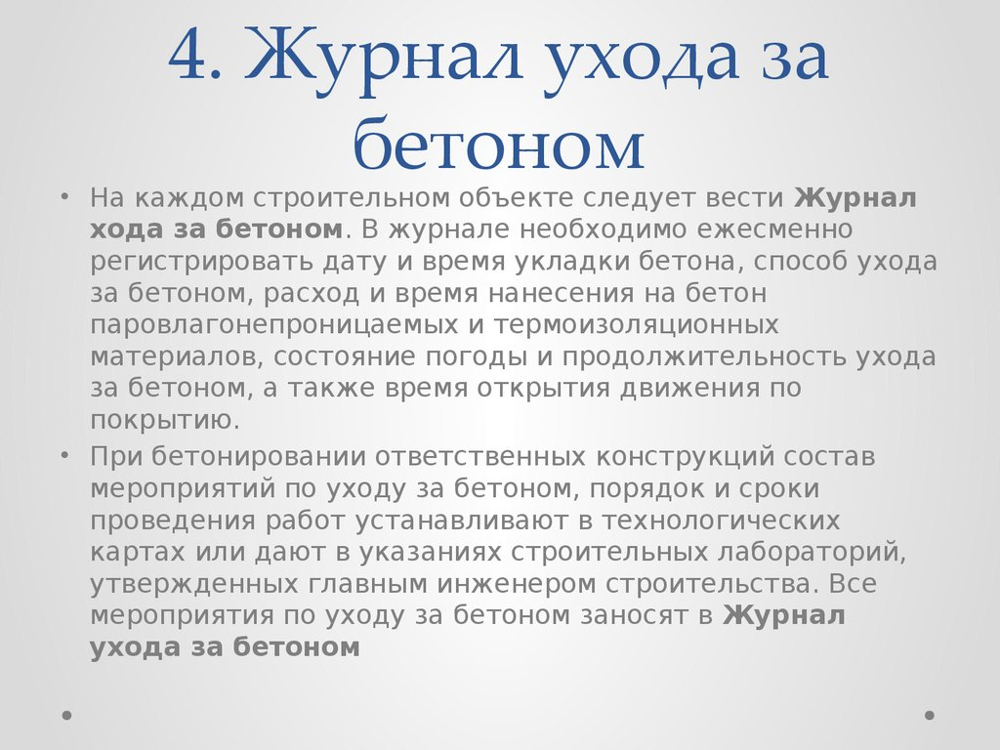 4. Журнал ухода за
бетоном
• На каждом строительном объекте следует вести Журнал
хода за бетоном. В журнале необходимо ежесменно
регистрировать дату и время укладки бетона, способ ухода
за бетоном, расход и время нанесения на бетон
паровлагонепроницаемых и термоизоляционных
материалов, состояние погоды и продолжительность ухода
за бетоном, а также время открытия движения по
покрытию.
• При бетонировании ответственных конструкций состав
мероприятий по уходу за бетоном, порядок и сроки
проведения работ устанавливают в технологических
картах или дают в указаниях строительных лабораторий,
утвержденных главным инженером строительства. Все
мероприятия по уходу за бетоном заносят в Журнал
ухода за бетоном